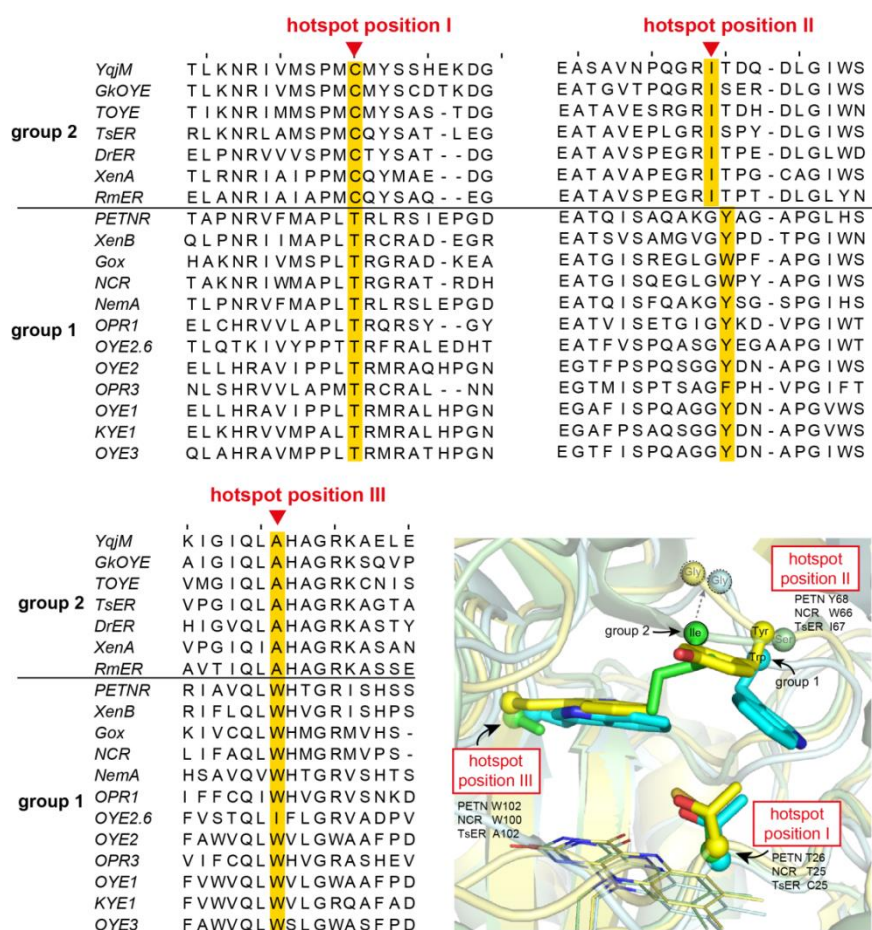 hotspot position I
YqjM TLKNRIVMSPMCMYSSHEKDG
GkOYE TLKNRIVMSPMCMYSCDTKDG
TOYE TIKNRIMMSPMCMYSAS-TDG
TsER RLKNRLAMSPMCQYSAT-LEG
DrER ELPNRVVVSPMCTYSAT--DG
XenA TLRNRIAIPPMCQYMAE--DG
RmER ELANRIAIAPMCQYSAQ--EG
PETNR TAPNRVFMAPLTRLRSIEPGD
XenB QLPNRIIMAPLTRCRAD-EGR
Gox HAKNRIVMSPLTRGRAD-KEA
NCR TAKNRIWMAPLTRGRAT-RDH
NemA TLPNRVFMAPLTRLRSLEPGD
OPR1 ELCHRVVLAPLTRQRSY--GY
OYE2.6 TLQTKIVYPPTTRFRALEDHT
OYE2 ELLHRAVIPPLTRMRAQHPGN
OPR3 NLSHRVVLAPMTRCRAL--NN
OYE1 ELLHRAVIPPLTRMRALHPGN
KYE1 ELKHRVVMPALTRMRALHPGN
OYE3 QLAHRAVMPPLTRMRATHPGN
group 2
group 1
hotspot position II
EASAVNPQGRITDQ-DLGIWS
EATGVTPQGRISER-DLGIWS
EATAVESRGRITDH-DLGIWN
EATAVEPLGRISPY-DLGIWS
EATAVSPEGRITPE-DLGLWD
EATAVAPEGRITPG-CAGIWS
EATAVSPEGRITPT-DLGLYN
EATQISAQAKGYAG-APGLHS
EATSVSAMGVGYPD-TPGIWN
EATGISREGLGWPF-APGIWS
EATGISQEGLGWPY-APGIWS
EATQISFQAKGYSG-SPGIHS
EATVISETGIGYKD-VPGIWT
EATFVSPQASGYEGAAPGIWT
EGTFPSPQSGGYDN-APGIWS
EGTMISPTSAGFPH-VPGIFT
EGAFISPQAGGYDN-APGVWS
EGAFPSAQSGGYDN-APGIWS
EGTFISPQAGGYDN-APGIWS
hotspot position III
YqjM KIGIQLAHAGRKAELE
GkOYE AIGIQLAHAGRKSQVP
TOYE VMGIQLAHAGRKCNIS
TsER VPGIQLAHAGRKAGTA
DrER HIGVQLAHAGRKASTY
XenA VPGIQIAHAGRKASAN
RmER AVTIQLAHAGRKASSE
PETNR RIAVQLWHTGRISHSS
XenB RIFLQLWHVGRISHPS
Gox KIVCQLWHMGRMVHS-
NCR LIFAQLWHMGRMVPS-
NemA HSAVQVWHTGRVSHTS
OPR1 IFFCQIWHVGRVSNKD
OYE2.6 FVSTQLIFLGRVADPV
OYE2 FAWVQLWVLGWAAFPD
OPR3 VIFCQLWHVGRASHEV
OYE1 FVWVQLWVLGWAAFPD
KYE1 FVWVQLWVLGRQAFAD
OYE3 FAWVQLWSLGWASFPD
group 2
group 1
Gly
Gly
hotspot
position II
PETN Y68
NCR W66
TsER I67
group 2
Ile
Tyr
Ser
Trp
group 1
hotspot
position III
PETN W102
NCR W100
TsER A102
hotspot
position I
PETN T26
NCR T25
TsER C25